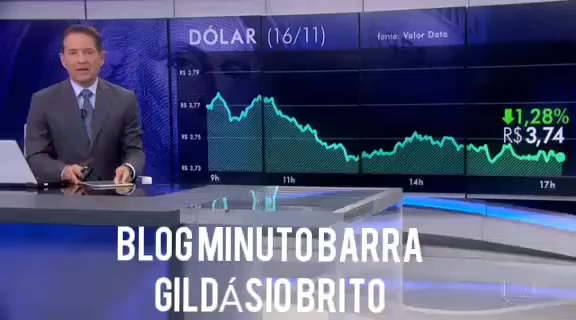 DÓLAR (16/11)
fonte: Valor Data
R$ 3,79
R$ 3,77
R$ 3,75
R$ 3,73
1,28%
R$ 3,74
9h
11h
14h
17h
BLOG MINUTO BARRA
GILDÁSIO BRITO